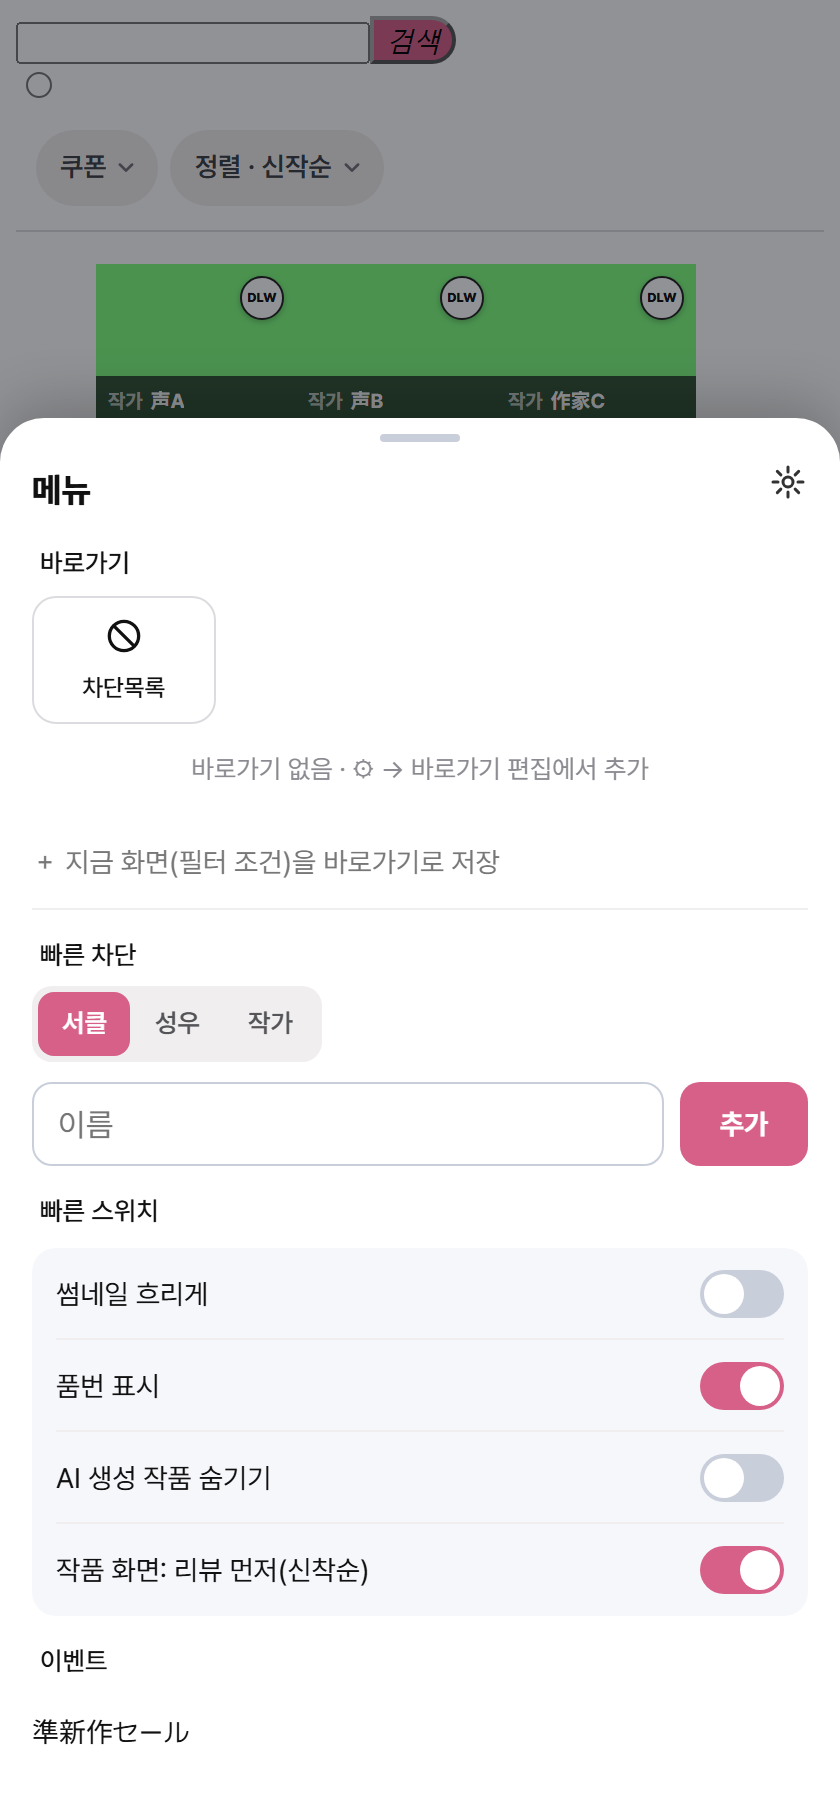 검색
쿠폰
정렬 · 신작순
DLW DLW DLW
작가 声A 작가 声B 작가 作家C
메뉴
바로가기
차단목록
바로가기 없음 · ⚙ → 바로가기 편집에서 추가
+ 지금 화면(필터 조건)을 바로가기로 저장
빠른 차단
서클 성우 작가
이름 추가
빠른 스위치
썸네일 흐리게
품번 표시
AI 생성 작품 숨기기
작품 화면: 리뷰 먼저(신착순)
이벤트
準新作セール